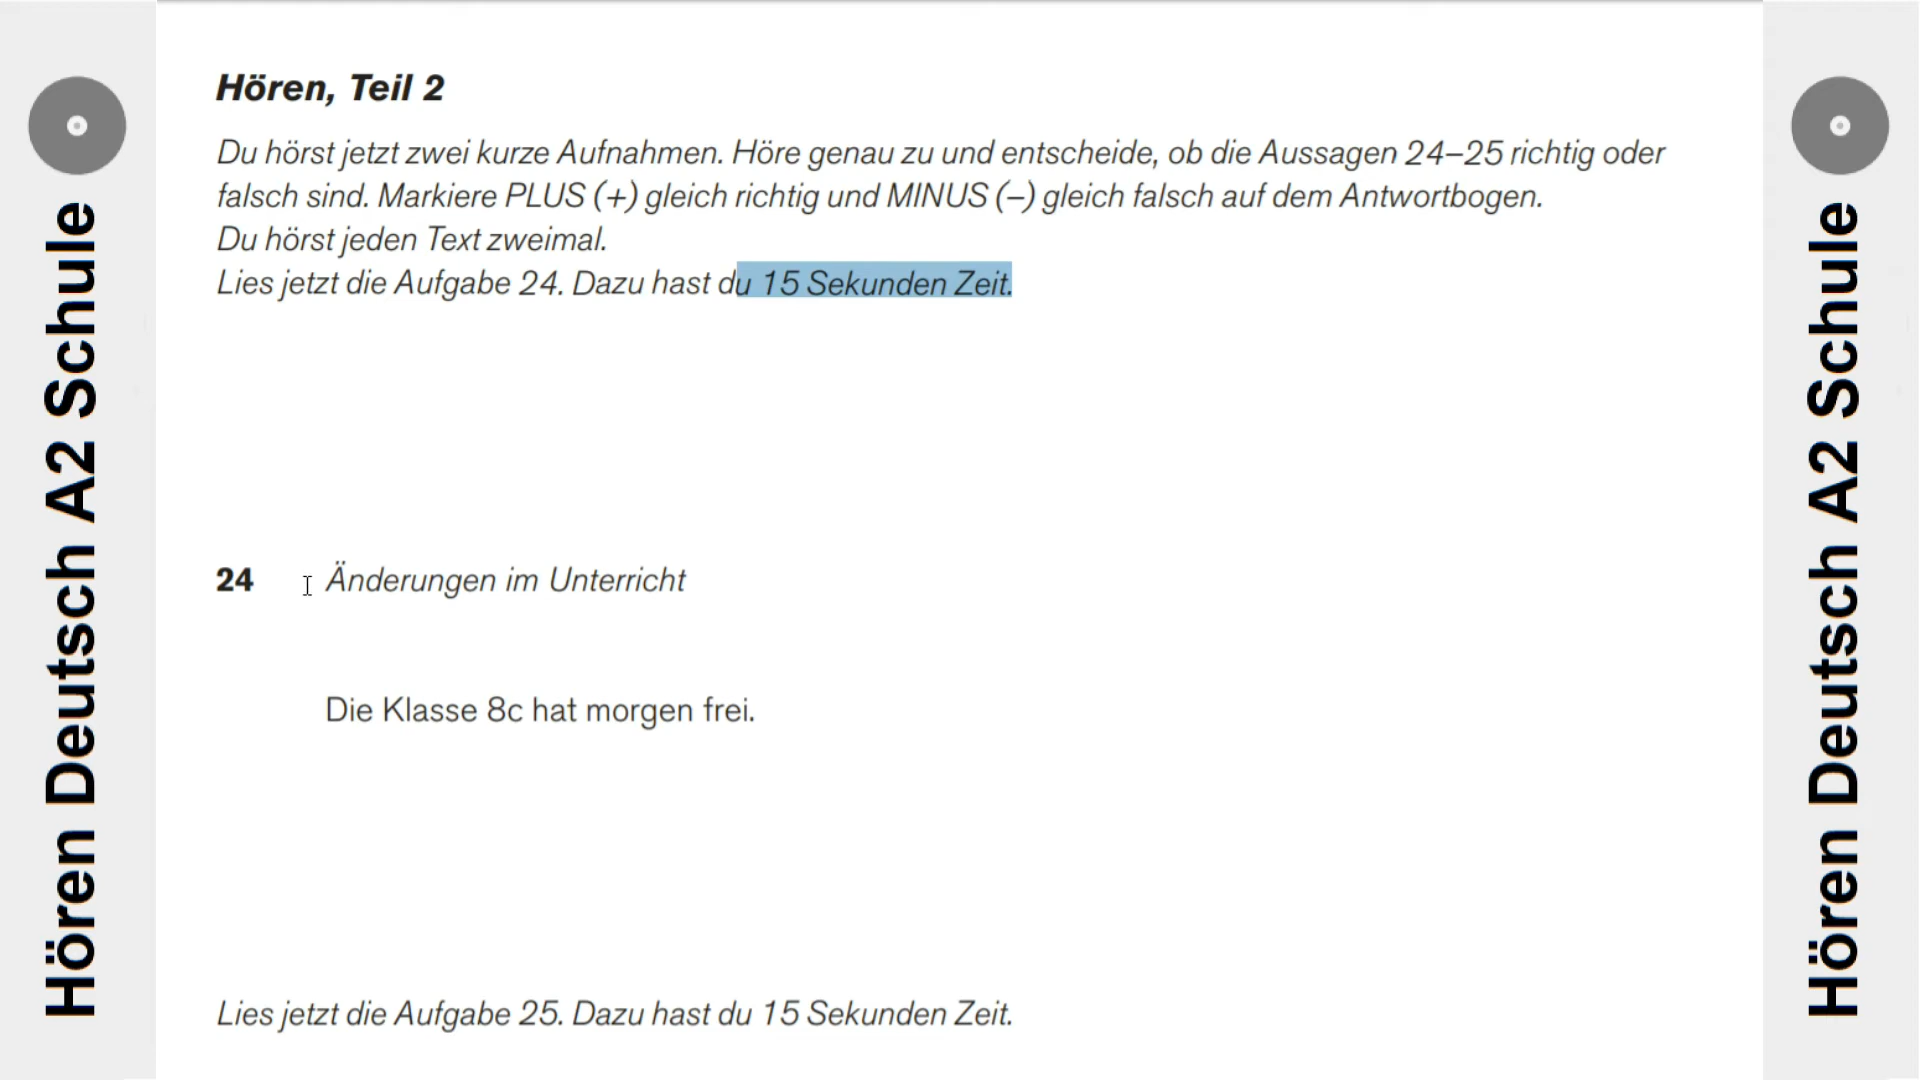 Hören Deutsch A2 Schule
Hören, Teil 2
Du hörst jetzt zwei kurze Aufnahmen. Höre genau zu und entscheide, ob die Aussagen 24–25 richtig oder
falsch sind. Markiere PLUS (+) gleich richtig und MINUS (–) gleich falsch auf dem Antwortbogen.
Du hörst jeden Text zweimal.
Lies jetzt die Aufgabe 24. Dazu hast du 15 Sekunden Zeit.
24 Änderungen im Unterricht
Die Klasse 8c hat morgen frei.
Lies jetzt die Aufgabe 25. Dazu hast du 15 Sekunden Zeit.
Hören Deutsch A2 Schule